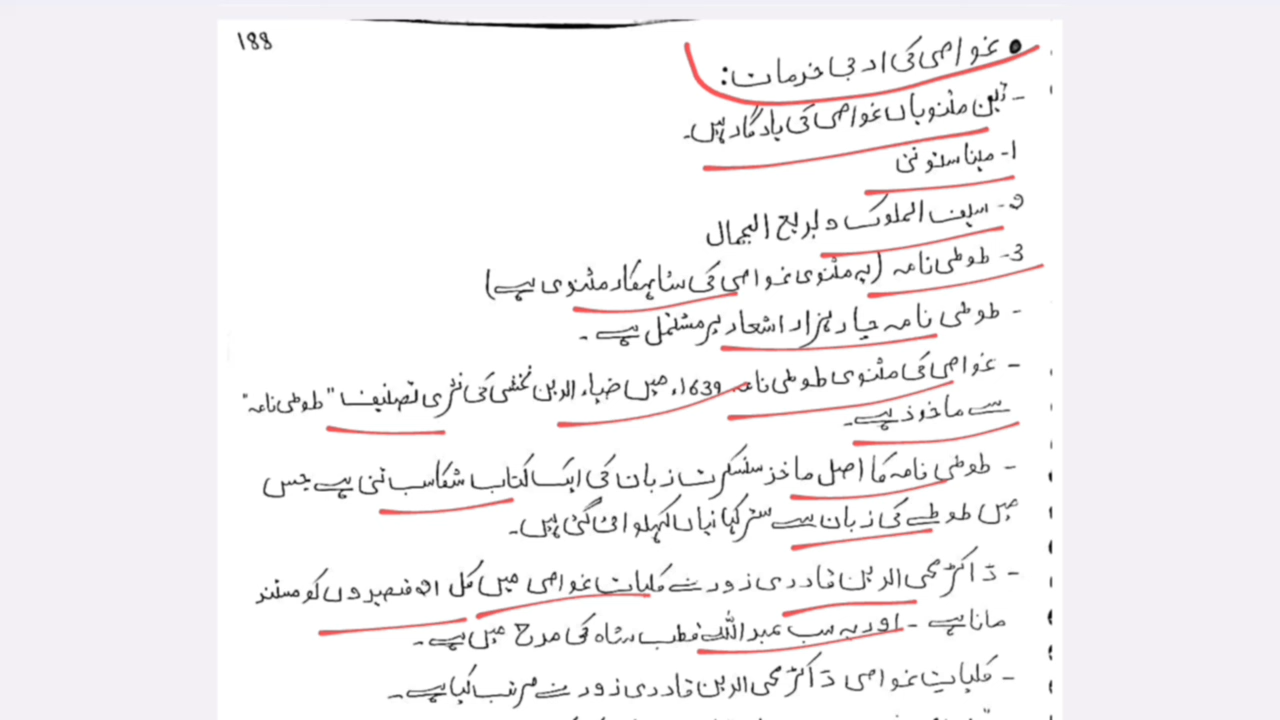 188
• غواصی کی ادبی خدمات:
- تین مثنویاں غواصی کی یادگار ہیں۔
1- مینا ستونتی
2- سیف الملوک و بدیع الجمال
3- طوطی نامہ (یہ مثنوی غواصی کی شاہکار مثنوی ہے)
- طوطی نامہ چار ہزار اشعار پر مشتمل ہے۔
- غواصی کی مثنوی طوطی نامہ 1639ء میں ضیاء الدین نخشبی کی نثری تصنیف "طوطی نامہ"
سے ماخوذ ہے۔
- طوطی نامہ کا اصل ماخذ سنسکرت زبان کی ایک کتاب شکاسب تتی ہے جس
میں طوطے کی زبان سے ستر کہانیاں کہلوائی گئی ہیں۔
- ڈاکٹر محی الدین قادری زور نے کلیات غواصی میں کل قصیدوں کو مستند
مانا ہے - اور یہ سب عبداللہ قطب شاہ کی مدح میں ہے۔
- کلیات غواصی ڈاکٹر محی الدین قادری زور نے مرتب کیا ہے۔